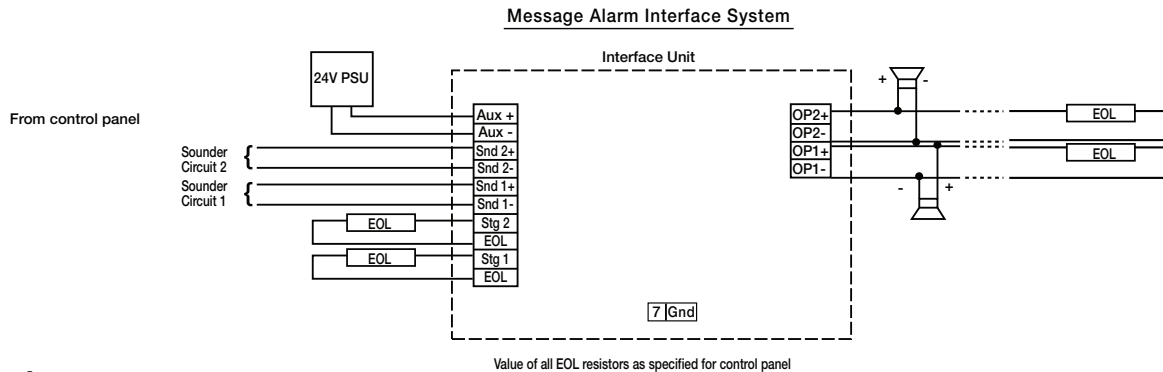 Message Alarm Interface System
Interface Unit
24V PSU
From control panel
Aux +
Aux -
Snd 2+
Snd 2-
Snd 1+
Snd 1-
Stg 2
EOL
Stg 1
EOL
Sounder
Circuit 2 {
Sounder
Circuit 1 {
EOL
EOL
OP2+
OP2-
OP1+
OP1-
+ -
- +
EOL
EOL
7 Gnd
Value of all EOL resistors as specified for control panel